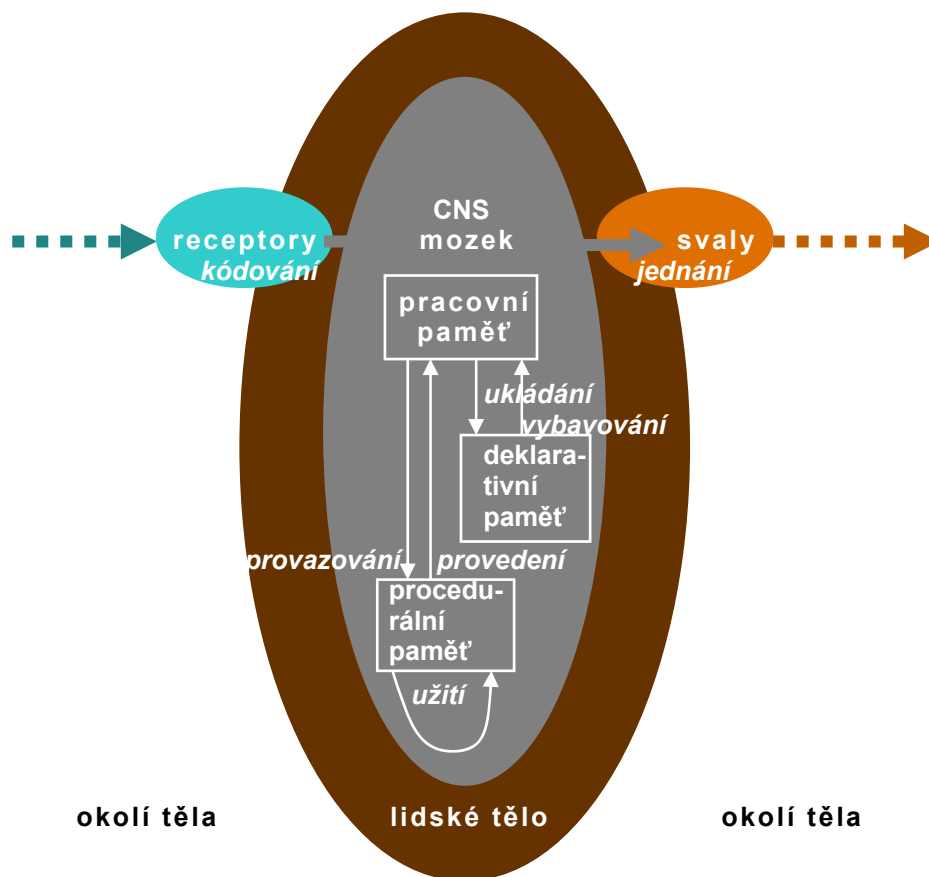 CNS
mozek
receptory
kódování
svaly
jednání
pracovní
paměť
ukládání
vybavování
deklara-
tivní
paměť
provazování
provedení
procedu-
rální
paměť
užití
okolí těla
lidské tělo
okolí těla